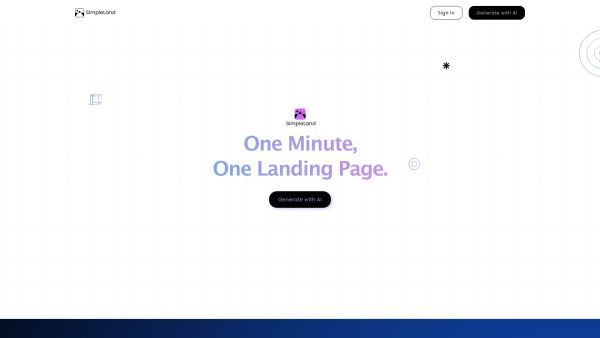 SimpleLand
Sign in
Generate with AI
SimpleLand
One Minute,
One Landing Page.
Generate with AI